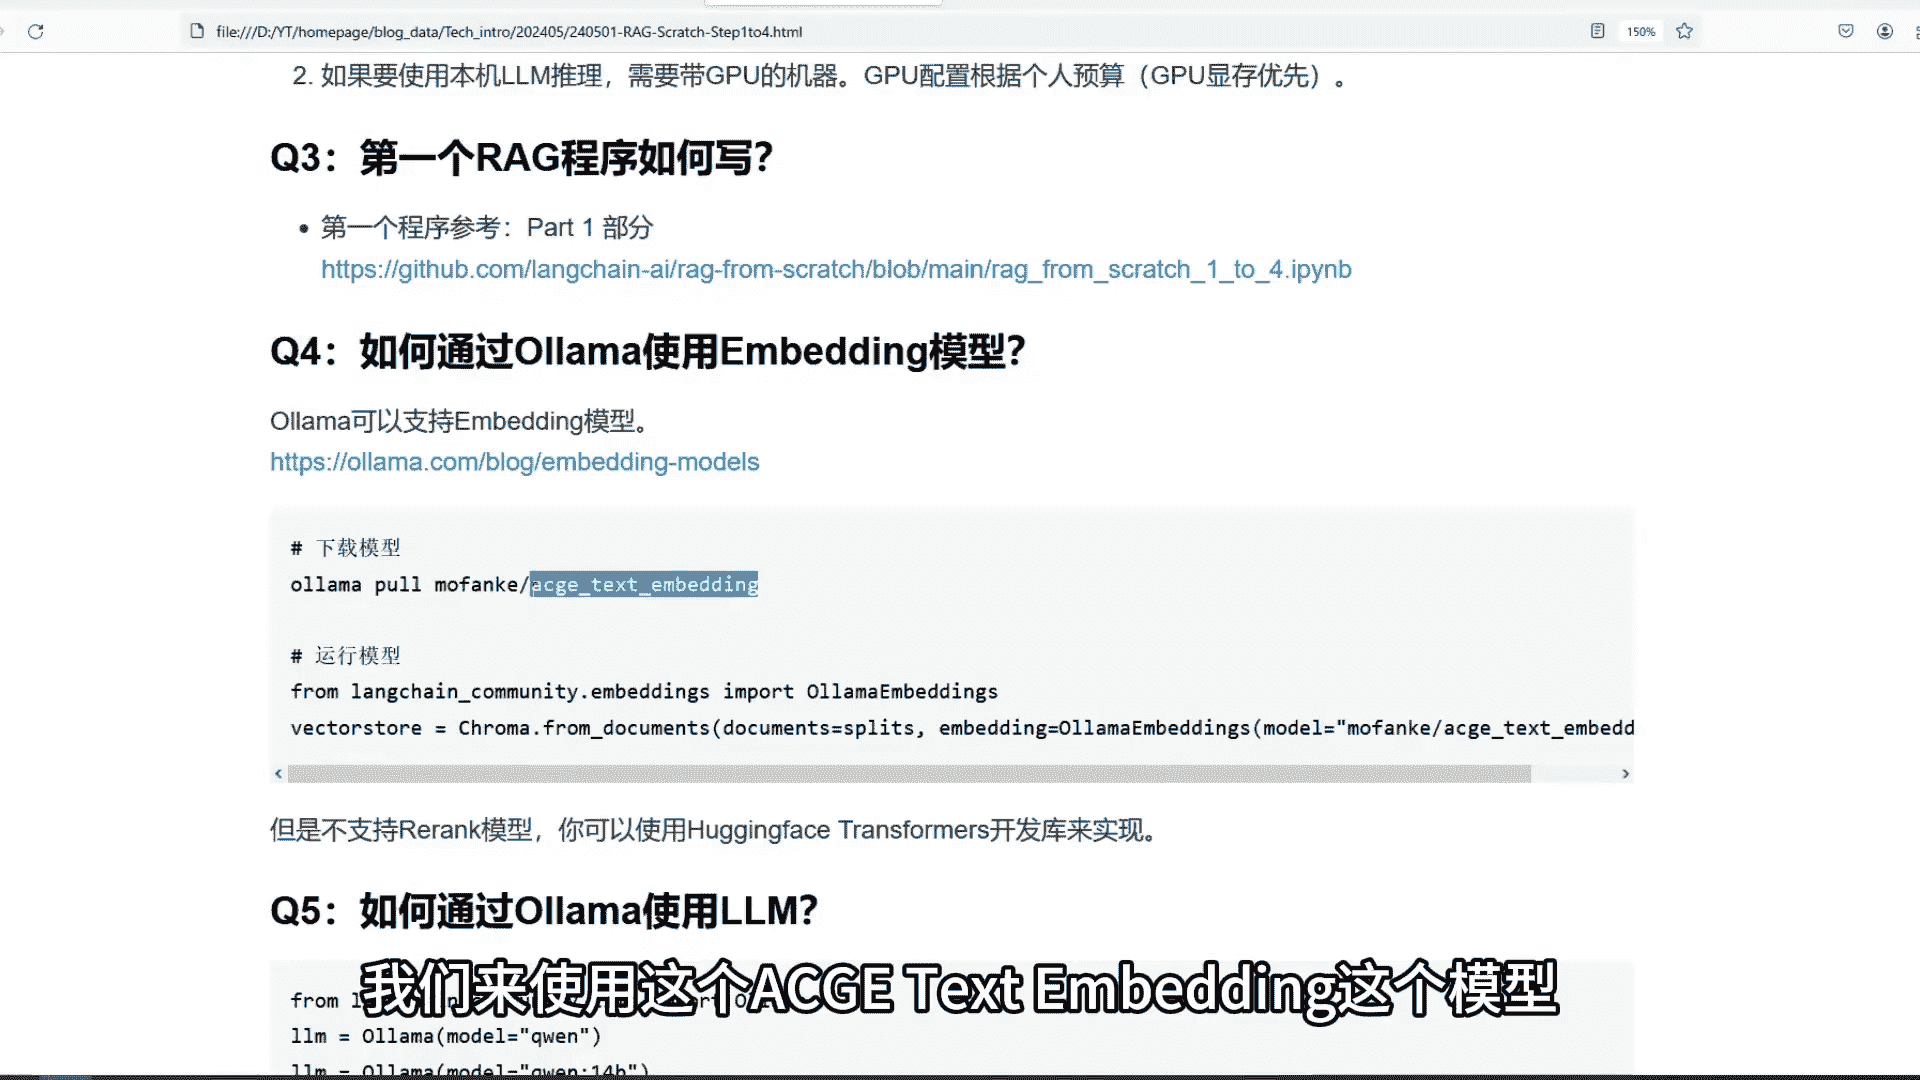 file:///D:/YT/homepage/blog_data/Tech_intro/202405/240501-RAG-Scratch-Step1to4.html
150%
2. 如果要使用本机LLM推理，需要带GPU的机器。GPU配置根据个人预算（GPU显存优先）。
Q3：第一个RAG程序如何写？
第一个程序参考：Part 1 部分
https://github.com/langchain-ai/rag-from-scratch/blob/main/rag_from_scratch_1_to_4.ipynb
Q4：如何通过Ollama使用Embedding模型？
Ollama可以支持Embedding模型。
https://ollama.com/blog/embedding-models
# 下载模型
ollama pull mofanke/acge_text_embedding
# 运行模型
from langchain_community.embeddings import OllamaEmbeddings
vectorstore = Chroma.from_documents(documents=splits, embedding=OllamaEmbeddings(model="mofanke/acge_text_embedd
但是不支持Rerank模型，你可以使用Huggingface Transformers开发库来实现。
Q5：如何通过Ollama使用LLM？
from
我们来使用这个ACGE Text Embedding这个模型
llm = Ollama(model="qwen")
llm = Ollama(model="qwen:14b")